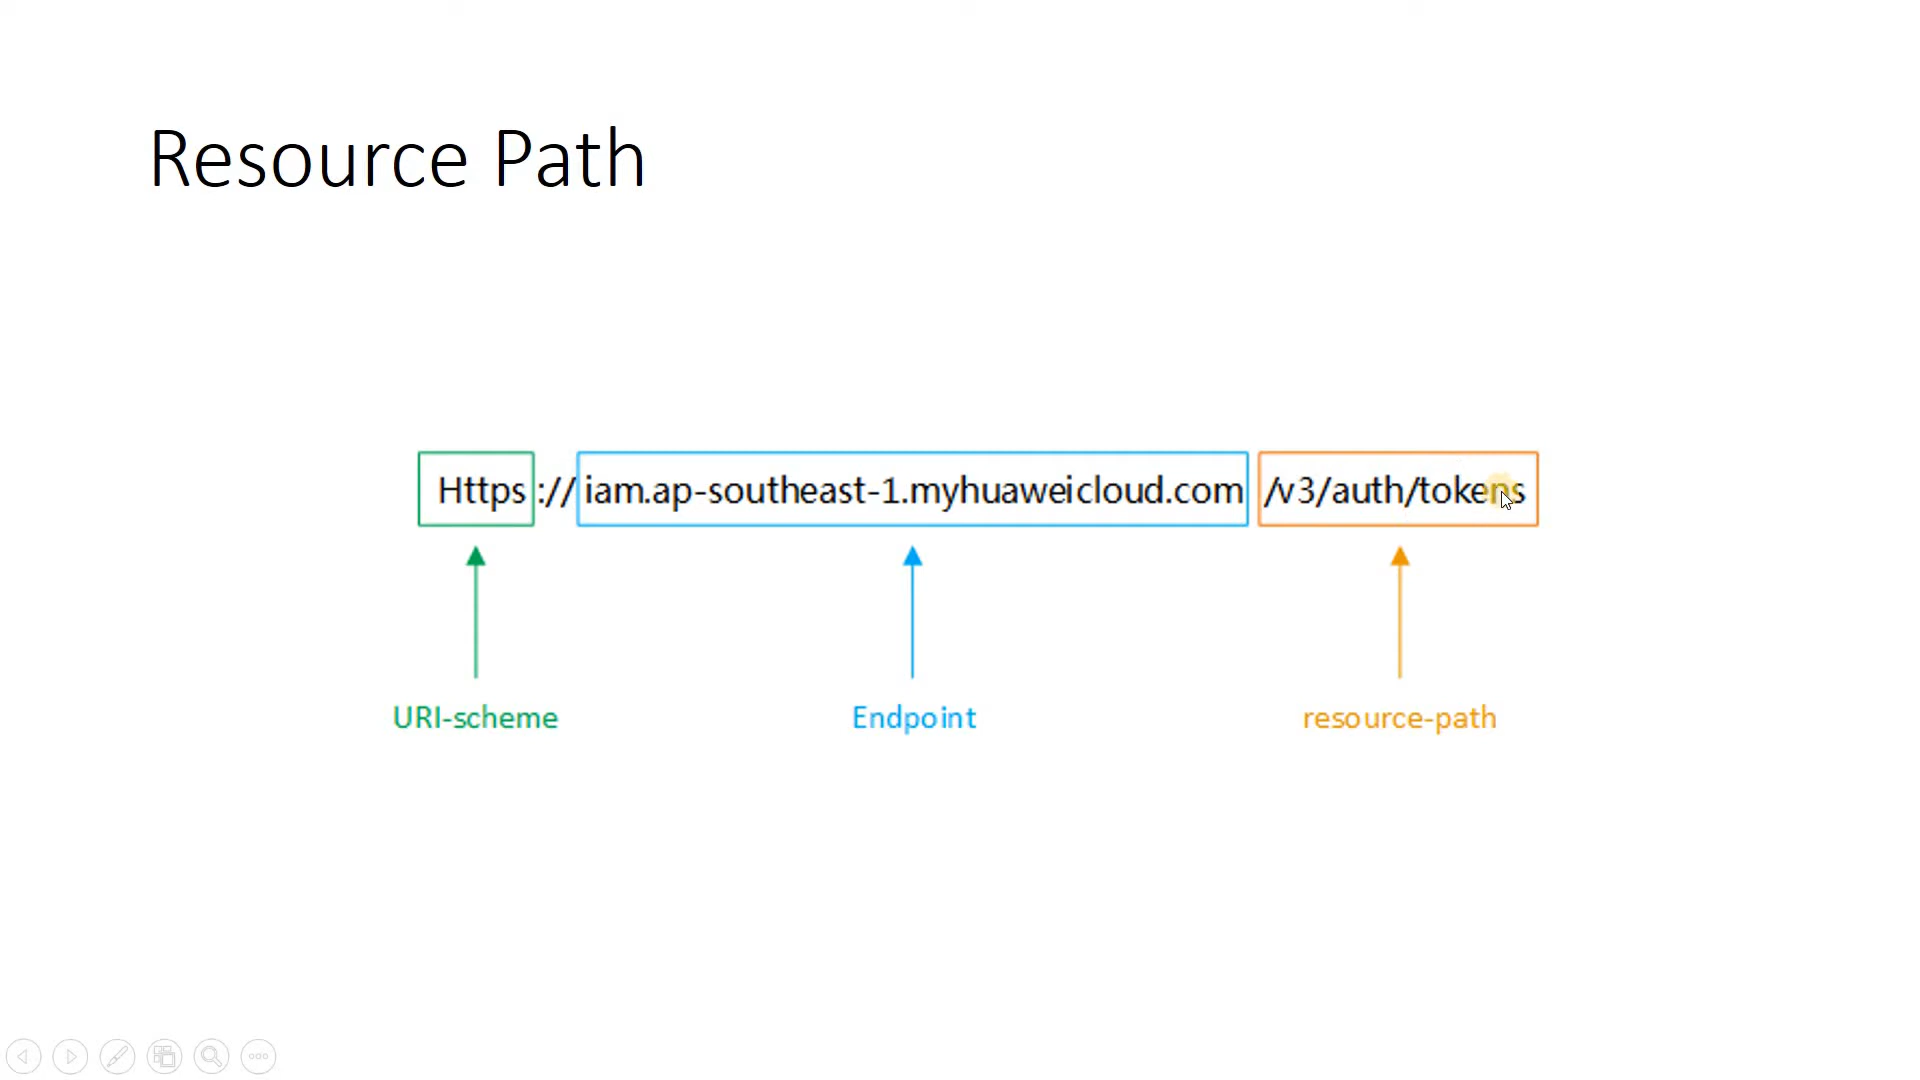 Resource Path
Https :// iam.ap-southeast-1.myhuaweicloud.com /v3/auth/tokens
URI-scheme Endpoint resource-path